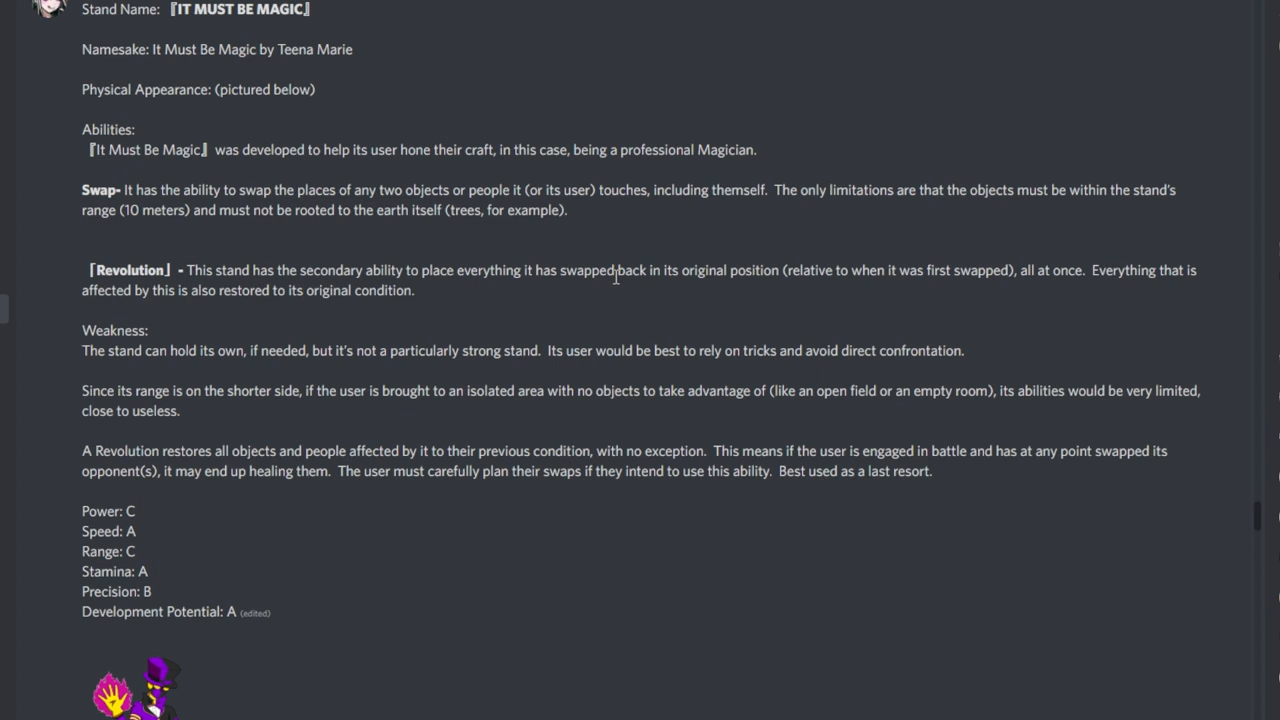 Stand Name: 『IT MUST BE MAGIC』
Namesake: It Must Be Magic by Teena Marie
Physical Appearance: (pictured below)
Abilities:
『It Must Be Magic』 was developed to help its user hone their craft, in this case, being a professional Magician.
Swap- It has the ability to swap the places of any two objects or people it (or its user) touches, including themself.  The only limitations are that the objects must be within the stand's
range (10 meters) and must not be rooted to the earth itself (trees, for example).
「Revolution」 - This stand has the secondary ability to place everything it has swapped back in its original position (relative to when it was first swapped), all at once.  Everything that is
affected by this is also restored to its original condition.
Weakness:
The stand can hold its own, if needed, but it's not a particularly strong stand.  Its user would be best to rely on tricks and avoid direct confrontation.
Since its range is on the shorter side, if the user is brought to an isolated area with no objects to take advantage of (like an open field or an empty room), its abilities would be very limited,
close to useless.
A Revolution restores all objects and people affected by it to their previous condition, with no exception.  This means if the user is engaged in battle and has at any point swapped its
opponent(s), it may end up healing them.  The user must carefully plan their swaps if they intend to use this ability.  Best used as a last resort.
Power: C
Speed: A
Range: C
Stamina: A
Precision: B
Development Potential: A (edited)